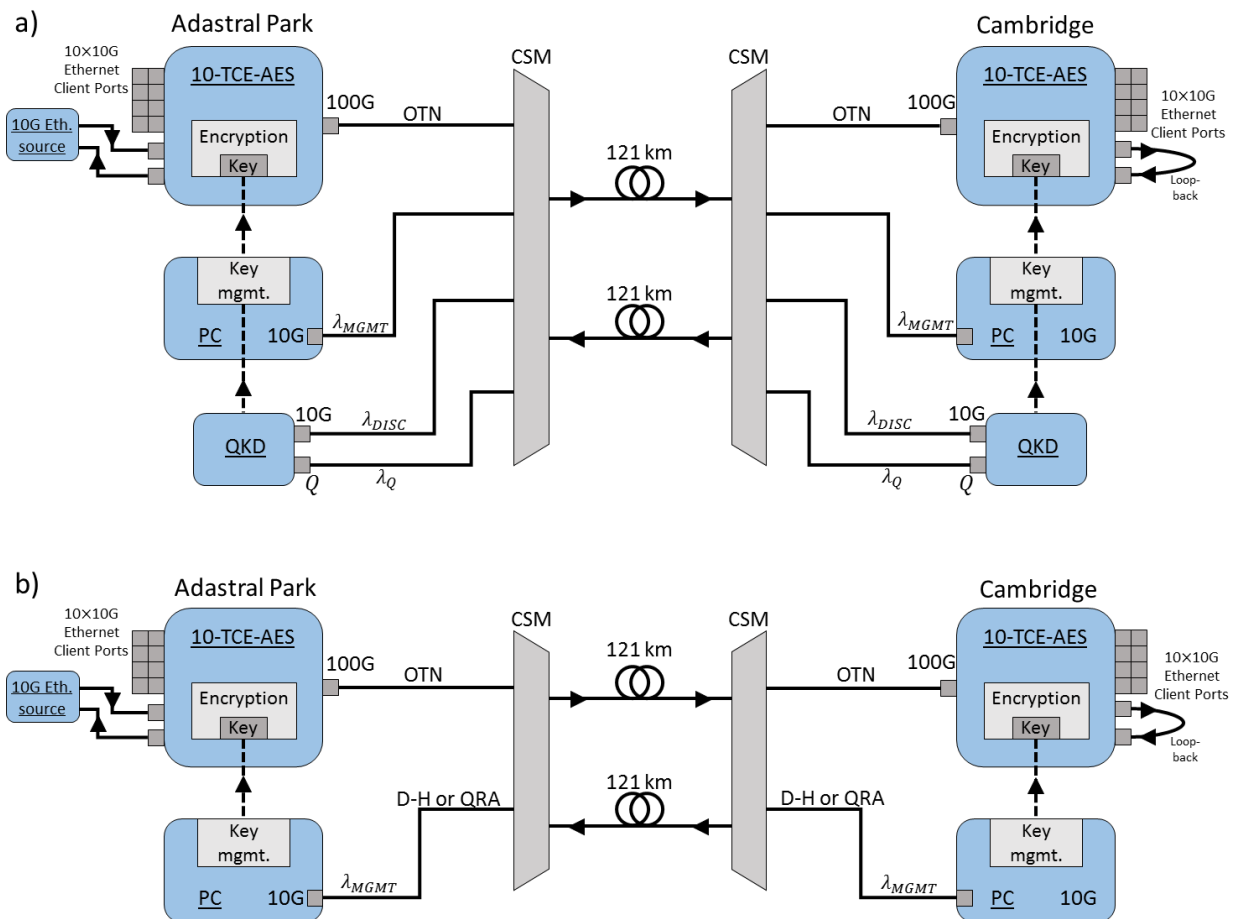 a)
Adastral Park
Cambridge
10×10G
Ethernet
Client Ports
10-TCE-AES
CSM
CSM
10-TCE-AES
10×10G
Ethernet
Client Ports
10G Eth.
source
100G
OTN
OTN
100G
Encryption
Key
121 km
Encryption
Key
Loop-
back
Key
mgmt.
PC
10G
λMGMT
121 km
λMGMT
Key
mgmt.
PC
10G
QKD
10G
λDISC
Q
λQ
λDISC
10G
λQ
Q
QKD
b)
Adastral Park
Cambridge
10×10G
Ethernet
Client Ports
10-TCE-AES
CSM
CSM
10-TCE-AES
10×10G
Ethernet
Client Ports
10G Eth.
source
100G
OTN
121 km
OTN
100G
Encryption
Key
Encryption
Key
Loop-
back
D-H or QRA
121 km
D-H or QRA
Key
mgmt.
PC
10G
λMGMT
λMGMT
Key
mgmt.
PC
10G